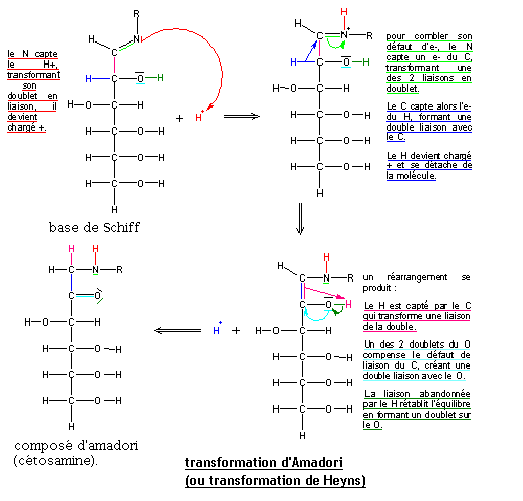 le N capte
le H+,
transformant
son
doublet en
liaison, il
devient
chargé +.
R
H
N
C
H
H
C
O
H
H
O
C
H
H
C
O
H
H
C
O
H
H
C
O
H
H
base de Schiff
+
H+
H
H
C
N+
R
H
C
O
H
H
O
C
H
H
C
O
H
H
C
O
H
H
C
O
H
H
pour combler son
défaut d'e-, le N
capte un e- du C,
transformant une
des 2 liaisons en
doublet.
Le C capte alors l'e-
du H, formant une
double liaison avec
le C.
Le H devient chargé
+ et se détache de
la molécule.
H
H
C
N
R
C
O
H
H
O
C
H
H
C
O
H
H
C
O
H
H
C
O
H
H
un réarrangement se
produit :
Le H est capté par le C
qui transforme une liaison
de la double.
Un des 2 doublets du O
compense le défaut de
liaison du C, créant une
double liaison avec le O.
La liaison abandonnée
par le H rétablit l'équilibre
en formant un doublet sur
le O.
H+
+
H
H
H
C
N
R
C
O
H
O
C
H
H
C
O
H
H
C
O
H
H
C
O
H
H
composé d'amadori
(cétosamine).
transformation d'Amadori
(ou transformation de Heyns)